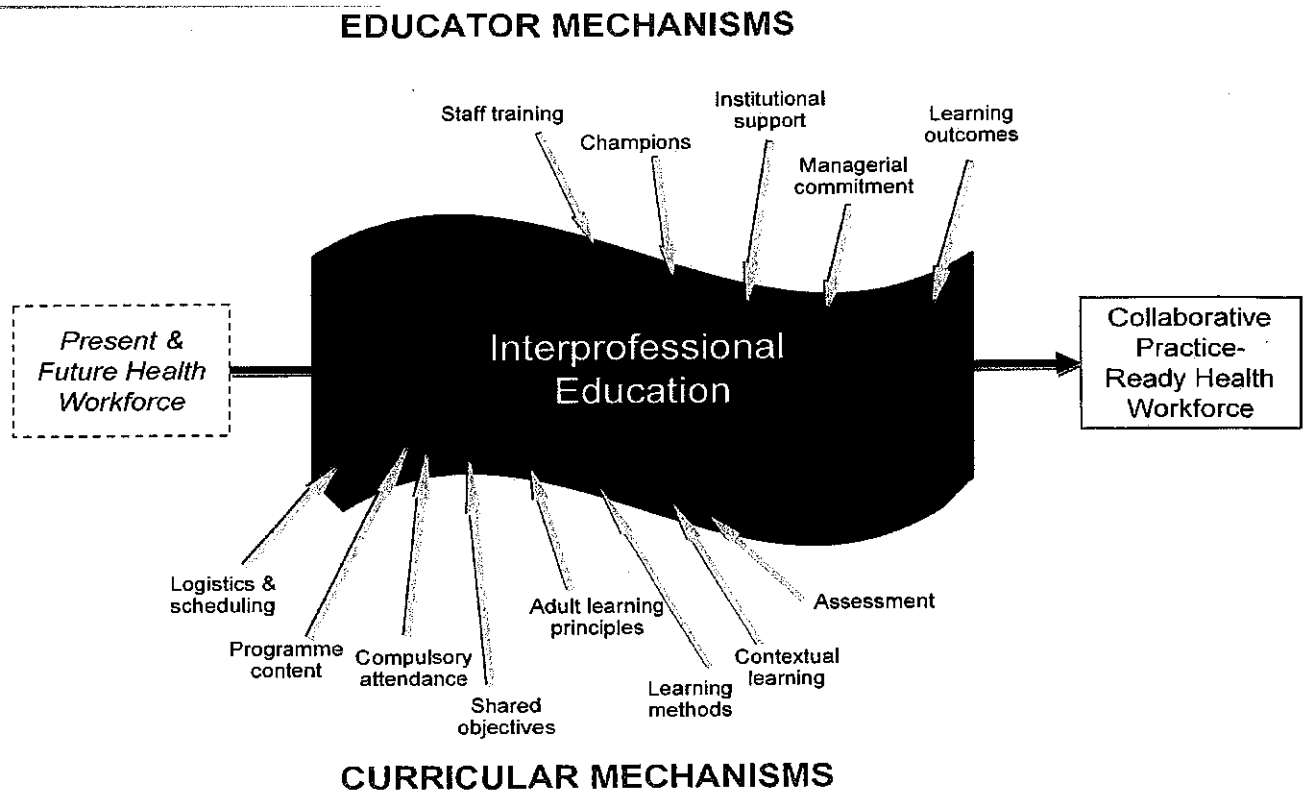 EDUCATOR MECHANISMS
Staff training
Champions
Institutional
support
Managerial
commitment
Learning
outcomes
Present &
Future Health
Workforce
Interprofessional
Education
Collaborative
Practice-
Ready Health
Workforce
Logistics &
scheduling
Programme
content
Compulsory
attendance
Shared
objectives
Adult learning
principles
Learning
methods
Contextual
learning
Assessment
CURRICULAR MECHANISMS